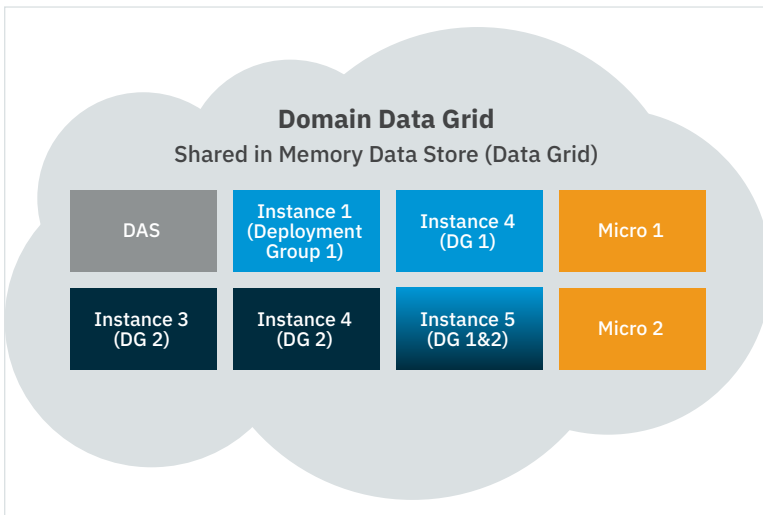 Domain Data Grid
Shared in Memory Data Store (Data Grid)
DAS
Instance 1
(Deployment
Group 1)
Instance 4
(DG 1)
Micro 1
Instance 3
(DG 2)
Instance 4
(DG 2)
Instance 5
(DG 1&2)
Micro 2